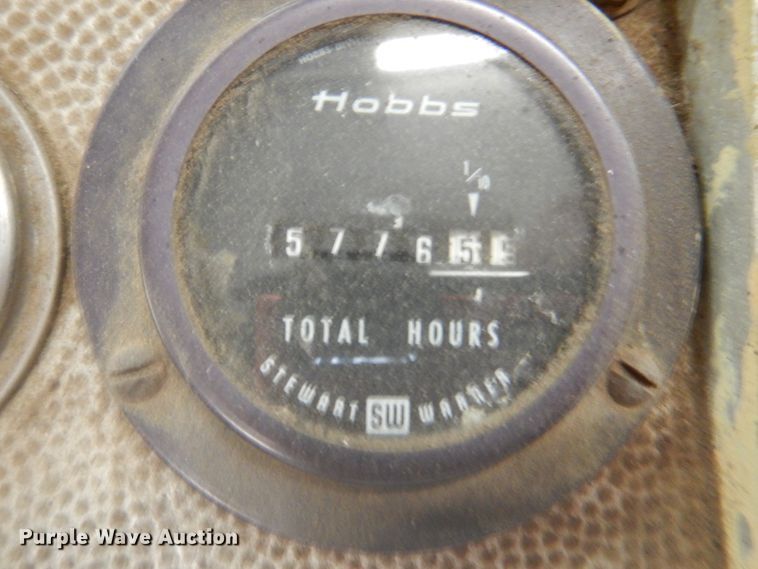 Hobbs
1/10
5 7 7 6 5
TOTAL HOURS
STEWART SW WARNER
Purple Wave Auction